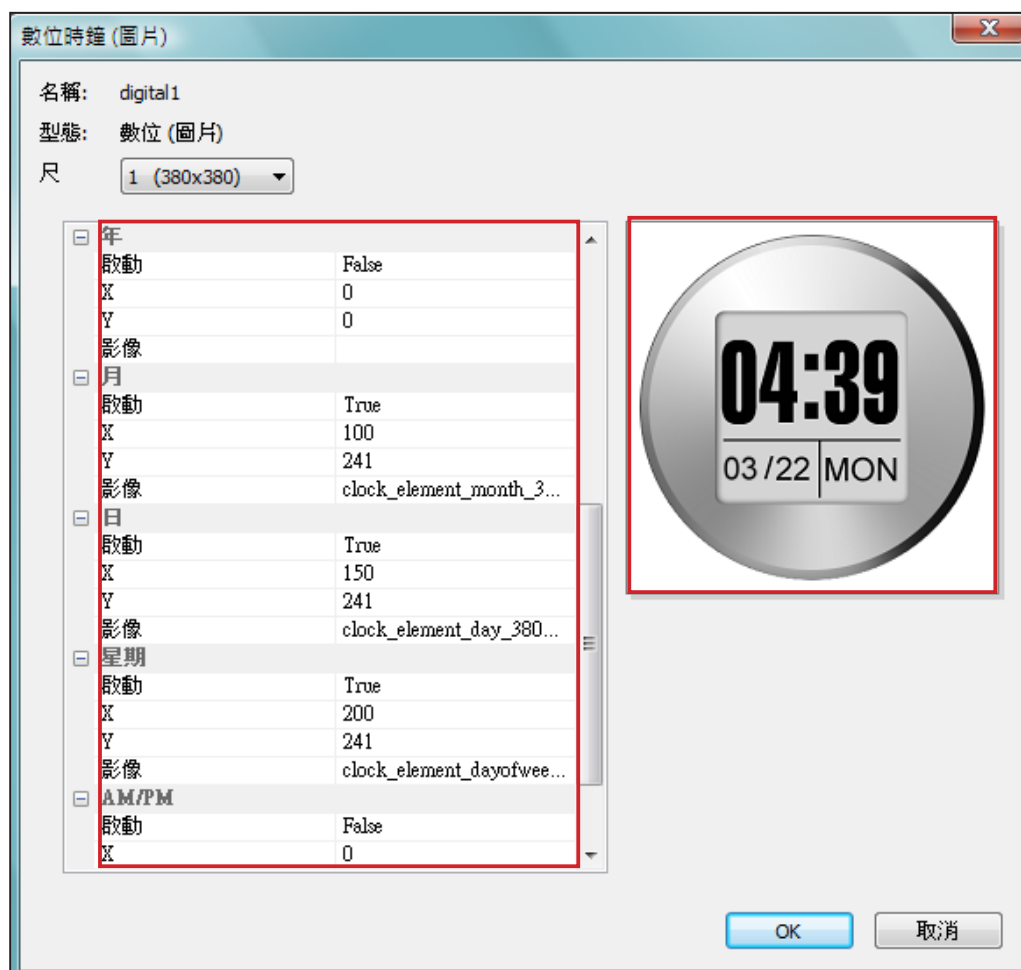 數位時鐘 (圖片)
名稱: digital1
型態: 數位 (圖片)
尺 1 (380x380)
年
啟動 False
X 0
Y 0
影像
月
啟動 True
X 100
Y 241
影像 clock_element_month_3...
日
啟動 True
X 150
Y 241
影像 clock_element_day_380...
星期
啟動 True
X 200
Y 241
影像 clock_element_dayofwee...
AM/PM
啟動 False
X 0
04:39
03 /22 MON
OK 取消